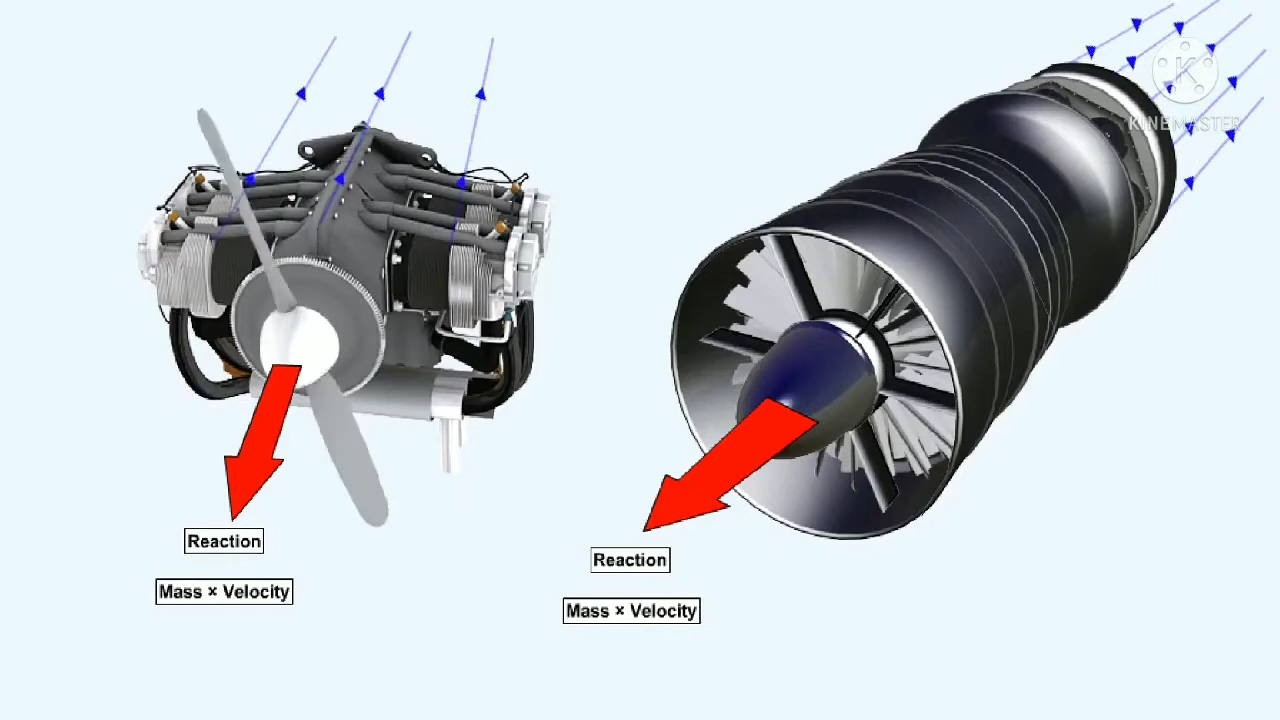 K
KINEMASTER
Reaction
Mass × Velocity
Reaction
Mass × Velocity